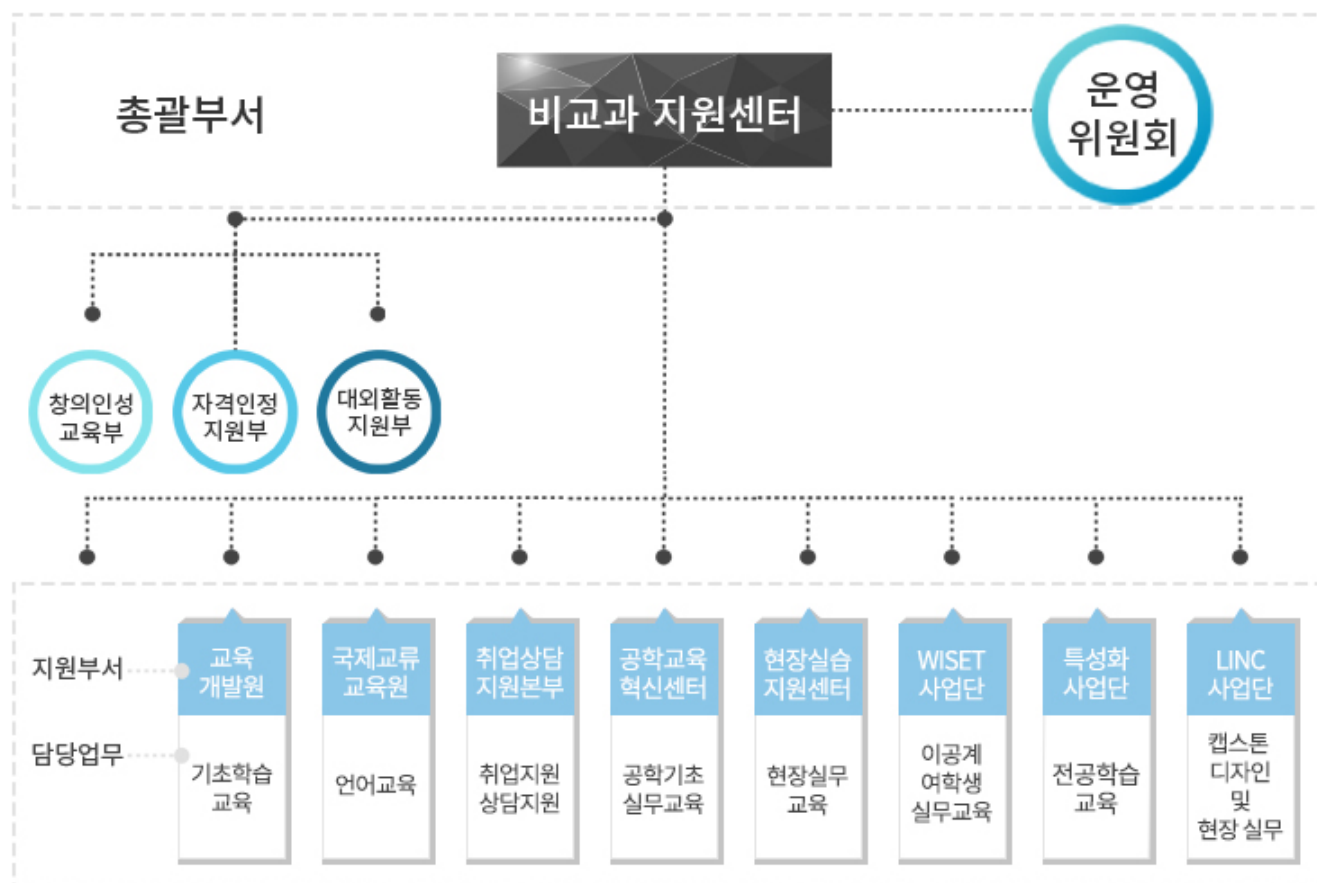 총괄부서
비교과 지원센터
운영
위원회
창의인성
교육부
자격인정
지원부
대외활동
지원부
지원부서
교육
개발원
국제교류
교육원
취업상담
지원본부
공학교육
혁신센터
현장실습
지원센터
WISET
사업단
특성화
사업단
LINC
사업단
담당업무
기초학습
교육
언어교육
취업지원
상담지원
공학기초
실무교육
현장실무
교육
이공계
여학생
실무교육
전공학습
교육
캡스톤
디자인
및
현장 실무